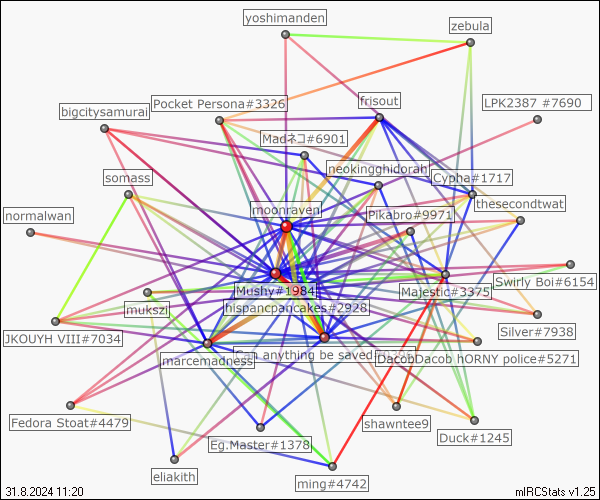 yoshimanden
zebula
Pocket Persona#3326
frisout
LPK2387 #7690
bigcitysamurai
Madネコ#6901
neokingghidorah
Cypha#1717
somass
moonraven
thesecondtwat
Pikabro#9971
normalwan
Mushy#1984
Majestic#3375
Swirly Boi#6154
mukszi
hispancpancakes#2928
JKOUYH VIII#7034
Silver#7938
marcemadness
Can anything be saved
DacobDacob hORNY police#5271
Fedora Stoat#4479
shawntee9
Eg.Master#1378
Duck#1245
eliakith
ming#4742
31.8.2024 11:20
mIRCStats v1.25